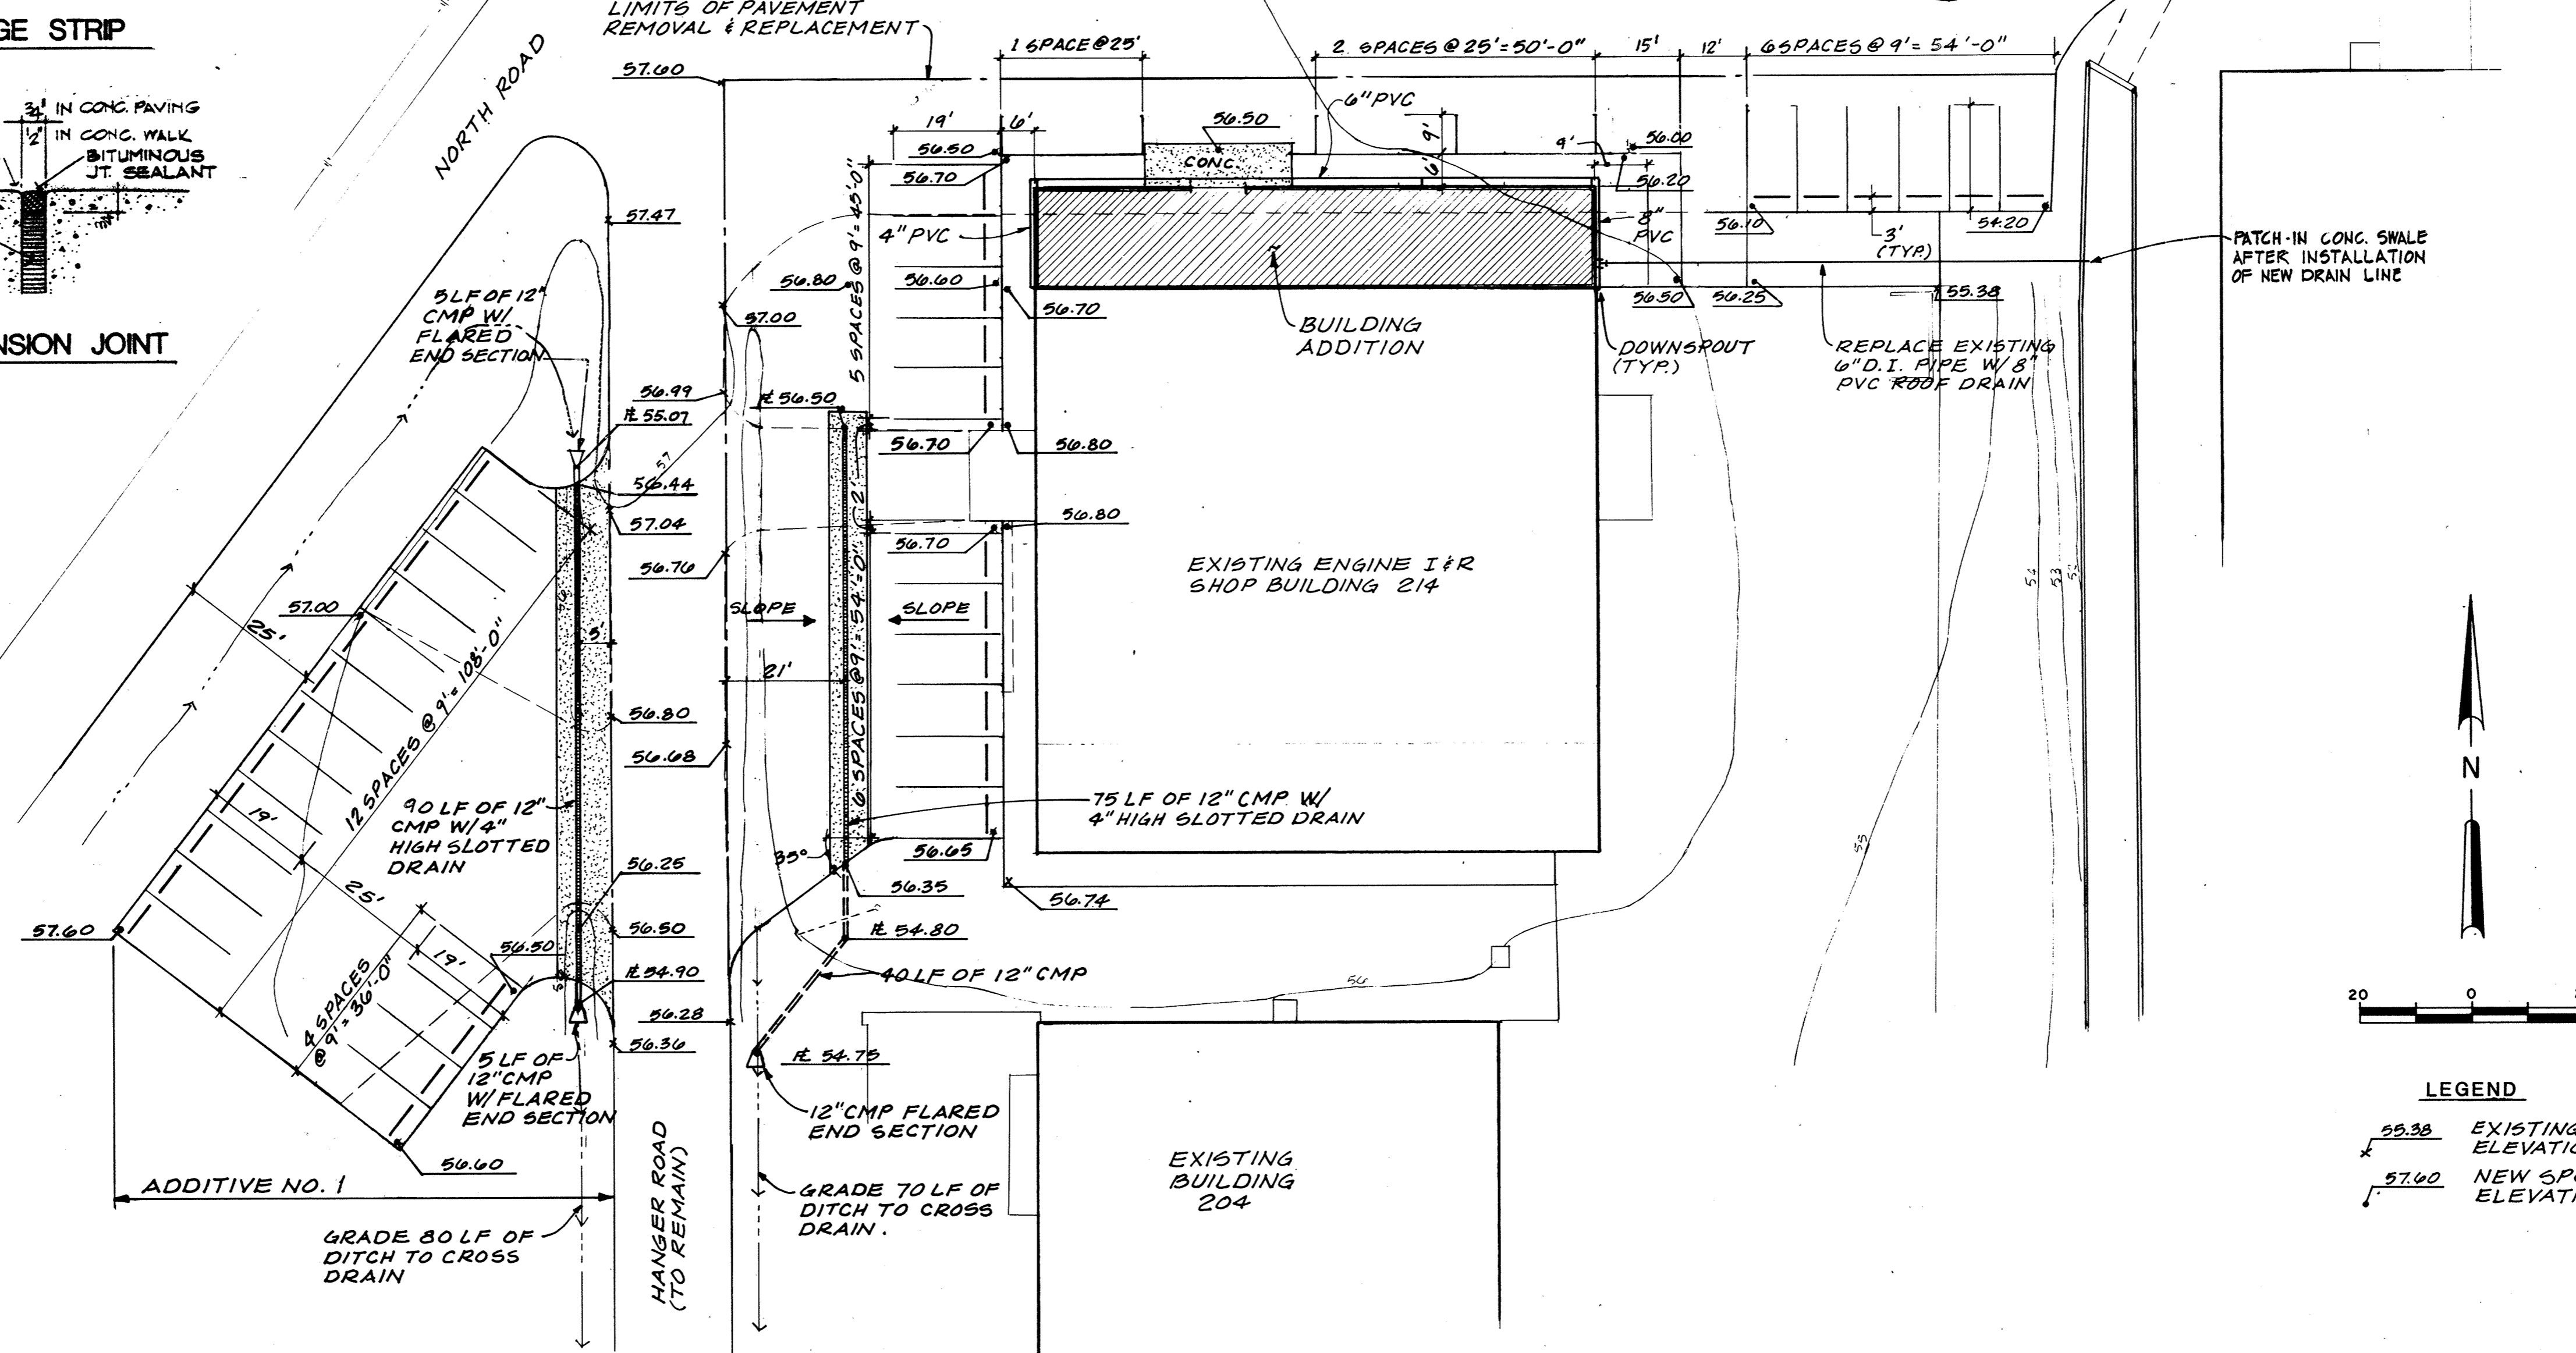 GE STRIP
3/4" IN CONC. PAVING
1/2" IN CONC. WALK
BITUMINOUS
JT. SEALANT
NSION JOINT
NORTH ROAD
LIMITS OF PAVEMENT
REMOVAL & REPLACEMENT
57.60
1 SPACE @ 25'
2 SPACES @ 25' = 50'-0"
15'
12'
6 SPACES @ 9' = 54'-0"
6" PVC
19'
6'
56.50
56.50
56.70
CONC.
9'
6'
9'
56.00
56.20
57.47
4" PVC
8"
PVC
56.10
3'
(TYP.)
54.20
PATCH-IN CONC. SWALE
AFTER INSTALLATION
OF NEW DRAIN LINE
5 SPACES @ 9' = 45'-0"
56.80
56.60
56.70
57.00
56.50
56.25
55.38
BUILDING
ADDITION
DOWNSPOUT
(TYP.)
REPLACE EXISTING
6" D.I. PIPE W/ 8"
PVC ROOF DRAIN
5 LF OF 12"
CMP W/
FLARED
END SECTION
56.99
55.07
56.50
57
56.70
56.80
56.44
57.04
2'
56.80
56.70
56.76
EXISTING ENGINE I & R
SHOP BUILDING 214
57.00
25'
SLOPE
SLOPE
5'
21'
54
53
12 SPACES @ 9' = 108'-0"
6 SPACES @ 9' = 54'-0"
56.80
56.68
N
90 LF OF 12"
CMP W/ 4"
HIGH SLOTTED
DRAIN
75 LF OF 12" CMP W/
4" HIGH SLOTTED DRAIN
19'
35°
56.65
55
56.25
56.35
56.74
25'
57.60
19'
56.50
56.50
54.80
54.90
40 LF OF 12" CMP
56
4 SPACES
@ 9' = 36'-0"
56.28
56.36
54.75
20
0
5 LF OF
12" CMP
W/ FLARED
END SECTION
12" CMP FLARED
END SECTION
56.60
LEGEND
55.38 EXISTING
ELEVATIO
57.60 NEW SPO
ELEVATI
EXISTING
BUILDING
204
ADDITIVE NO. 1
HANGER ROAD
(TO REMAIN)
GRADE 70 LF OF
DITCH TO CROSS
DRAIN.
GRADE 80 LF OF
DITCH TO CROSS
DRAIN